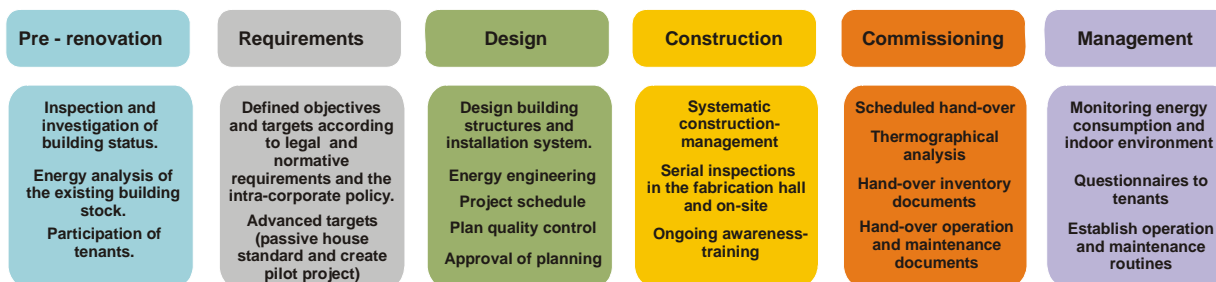 Pre - renovation
Requirements
Design
Construction
Commissioning
Management
Inspection and
investigation of
building status.
Energy analysis of
the existing building
stock.
Participation of
tenants.
Defined objectives
and targets according
to legal and
normative
requirements and the
intra-corporate policy.
Advanced targets
(passive house
standard and create
pilot project)
Design building
structures and
installation system.
Energy engineering
Project schedule
Plan quality control
Approval of planning
Systematic
construction-
management
Serial inspections
in the fabrication hall
and on-site
Ongoing awareness-
training
Scheduled hand-over
Thermographical
analysis
Hand-over inventory
documents
Hand-over operation
and maintenance
documents
Monitoring energy
consumption and
indoor environment
Questionnaires to
tenants
Establish operation
and maintenance
routines